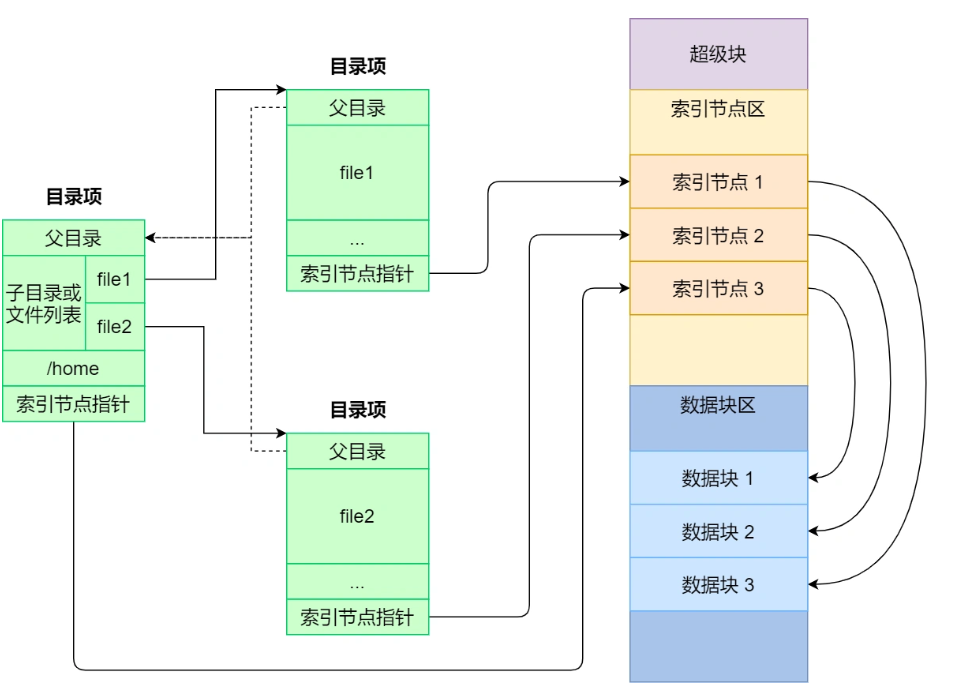 目录项
父目录
子目录或
文件列表
file1
file2
/home
索引节点指针
目录项
父目录
file1
...
索引节点指针
目录项
父目录
file2
...
索引节点指针
超级块
索引节点区
索引节点 1
索引节点 2
索引节点 3
数据块区
数据块 1
数据块 2
数据块 3